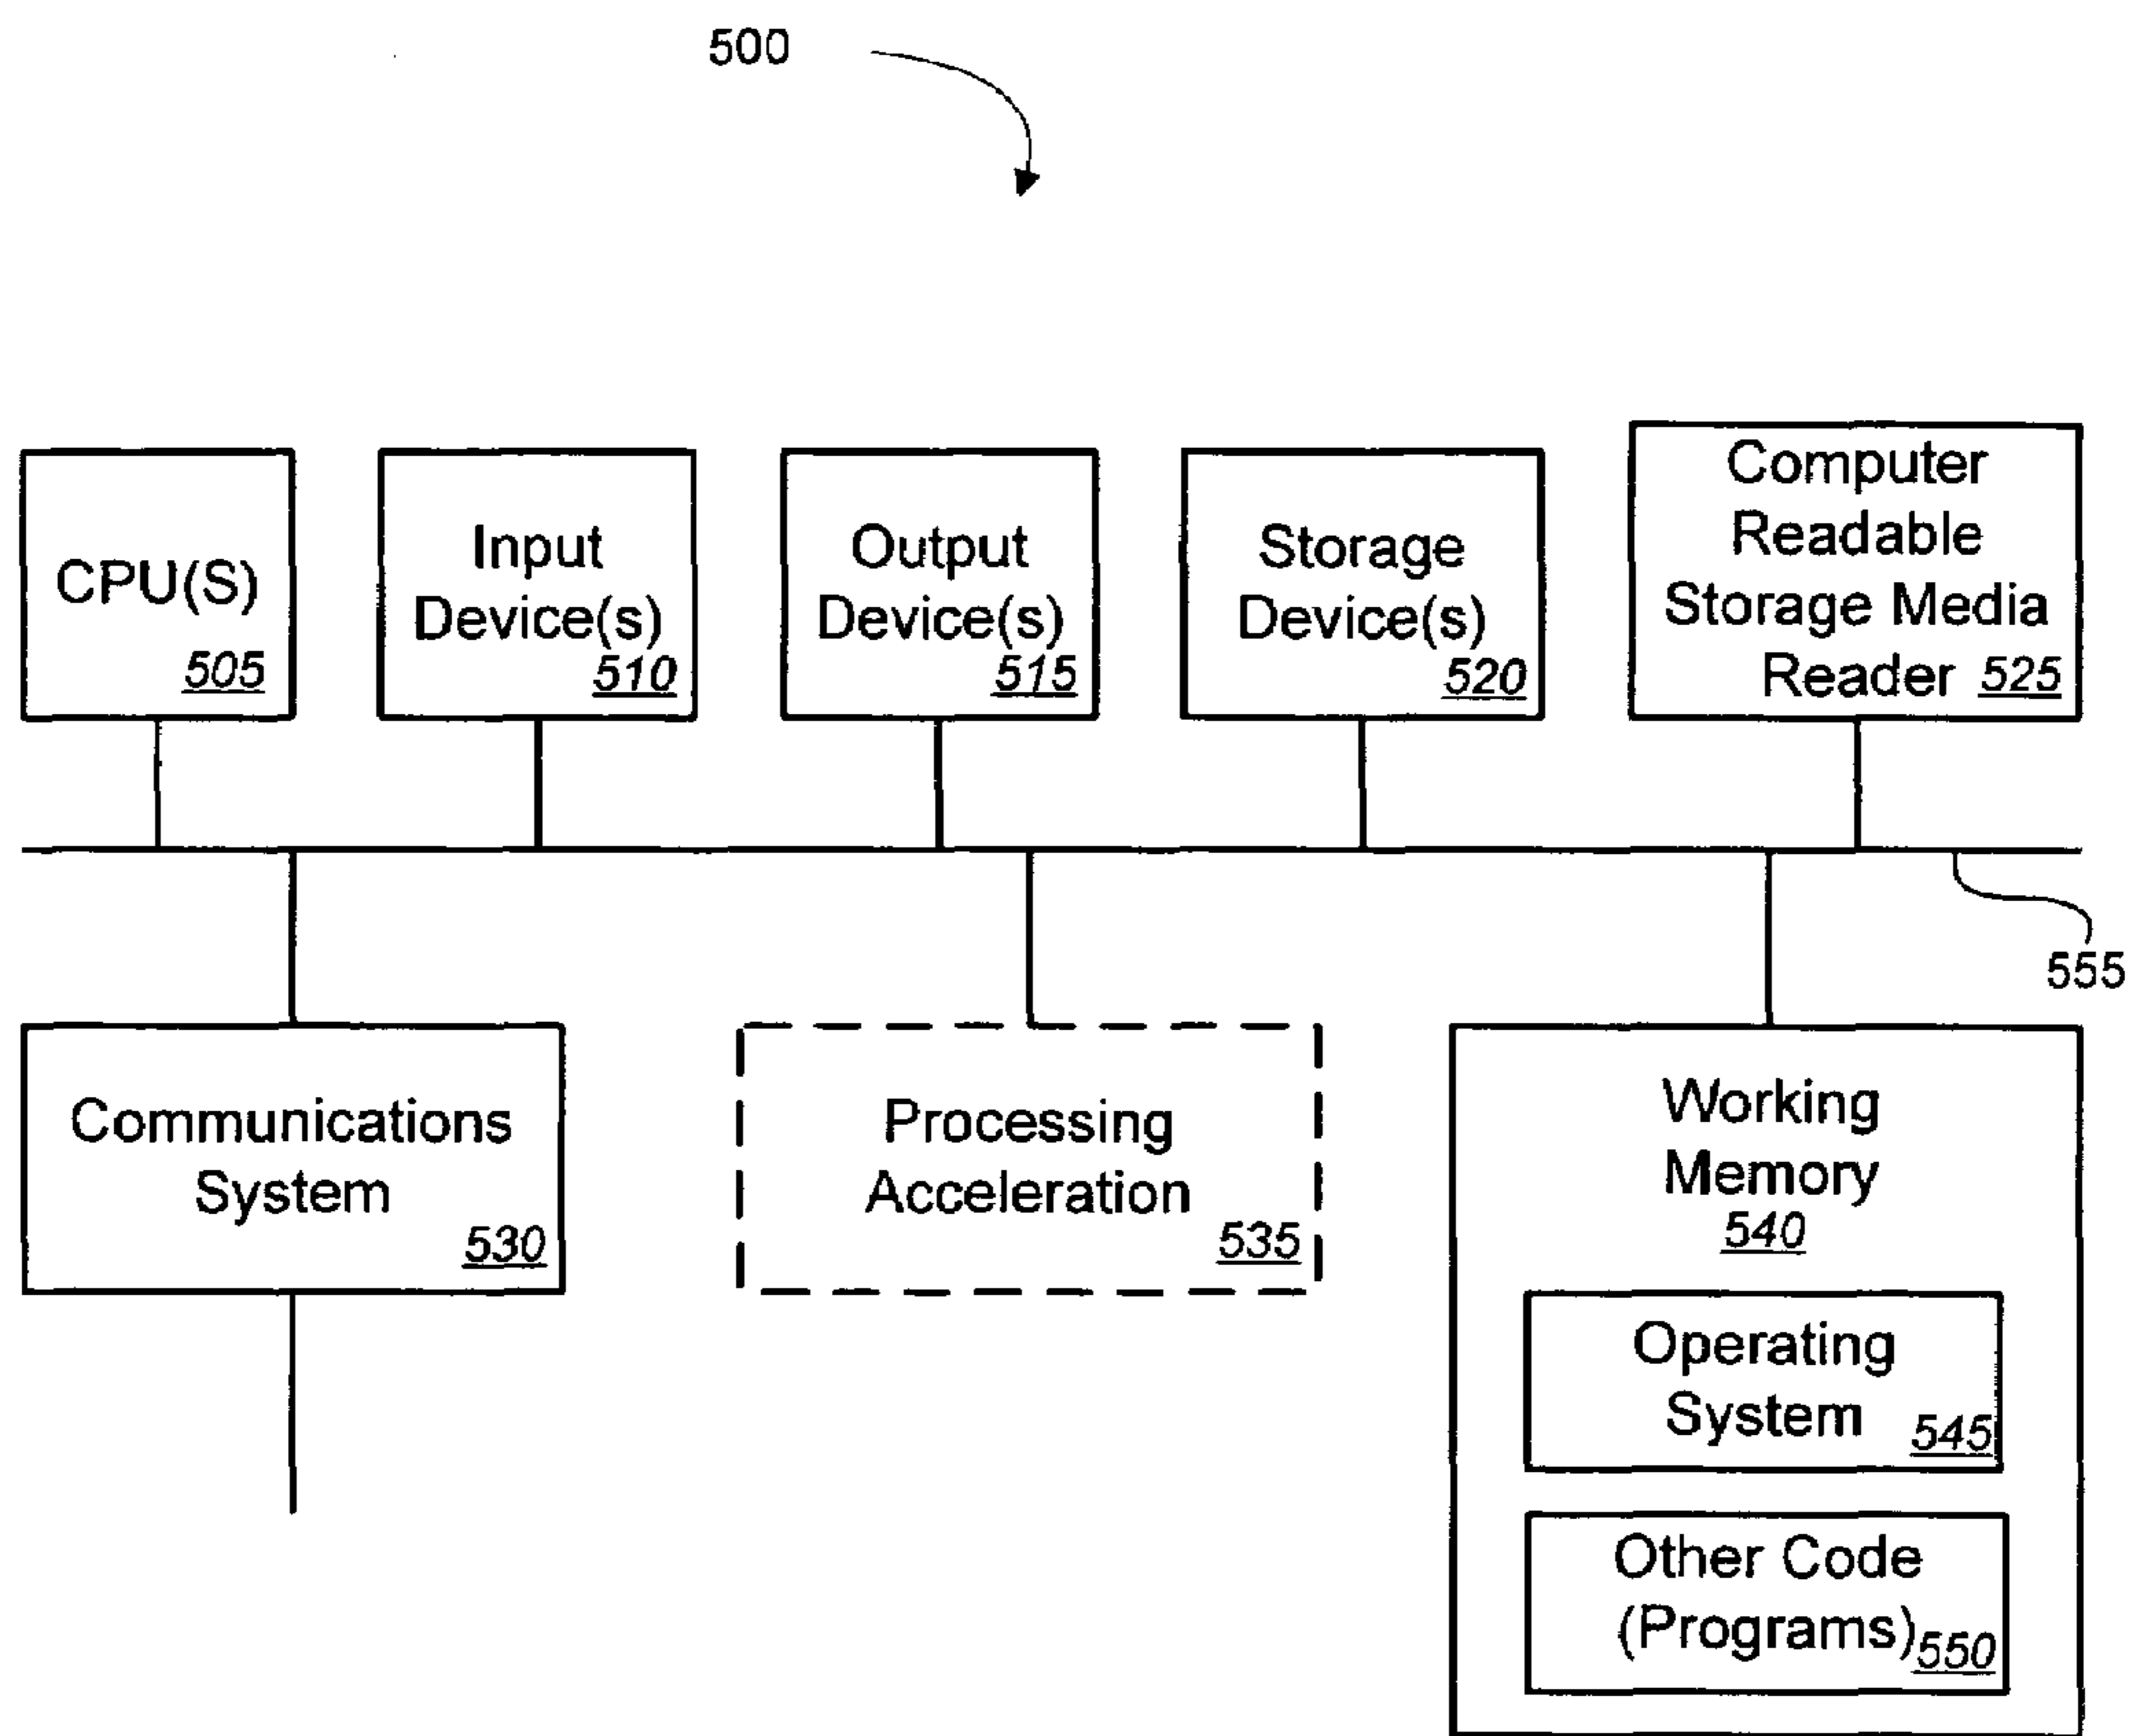 500
CPU(S)
505
Input
Device(s)
510
Output
Device(s)
515
Storage
Device(s)
520
Computer
Readable
Storage Media
Reader 525
555
Communications
System
530
Processing
Acceleration
535
Working
Memory
540
Operating
System
545
Other Code
(Programs)
550